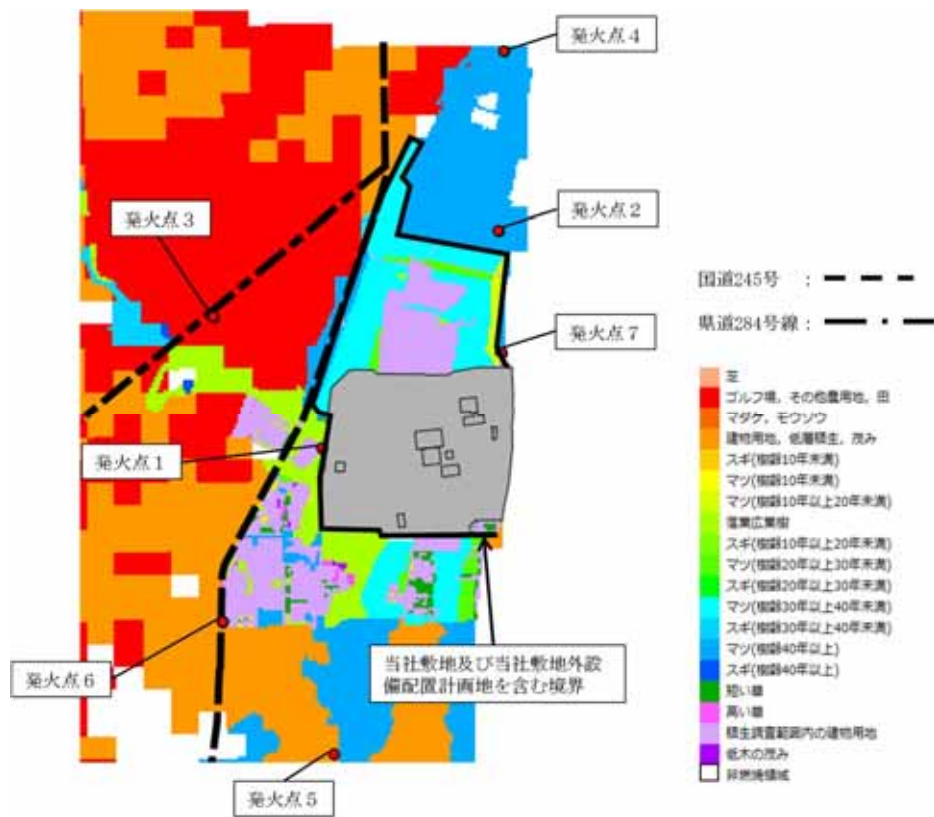 発火点4
発火点2
発火点3
国道245号 :
県道284号線:
発火点7
芝
ゴルフ場,その他農用地,田
マダケ,モウソウ
建物用地,低層植生,茂み
スギ(樹齢10年未満)
マツ(樹齢10年未満)
マツ(樹齢10年以上20年未満)
落葉広葉樹
スギ(樹齢10年以上20年未満)
マツ(樹齢20年以上30年未満)
スギ(樹齢20年以上30年未満)
マツ(樹齢30年以上40年未満)
スギ(樹齢30年以上40年未満)
マツ(樹齢40年以上)
スギ(樹齢40年以上)
短い草
高い草
植生調査範囲内の建物用地
低木の茂み
非燃焼領域
発火点1
当社敷地及び当社敷地外設
備配置計画地を含む境界
発火点6
発火点5